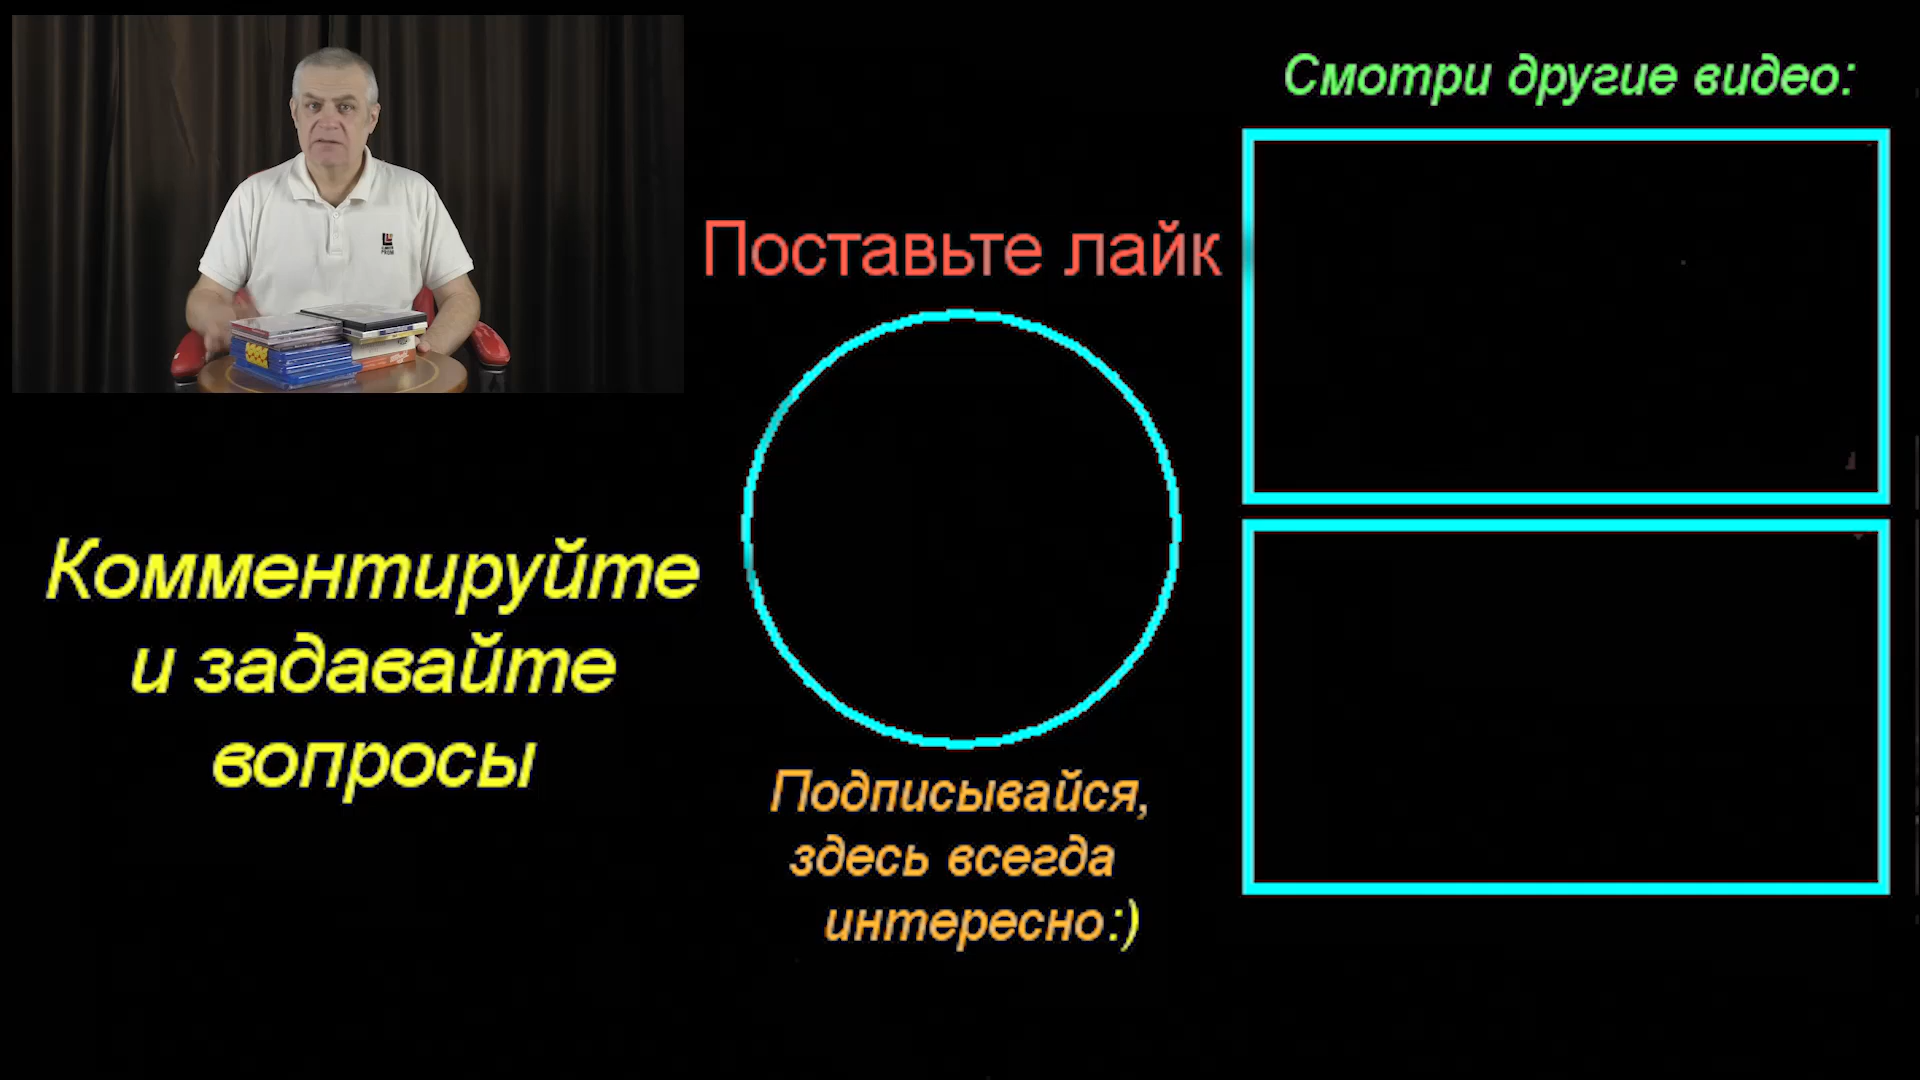 Смотри другие видео:
Поставьте лайк
Комментируйте
и задавайте
вопросы
Подписывайся,
здесь всегда
интересно:)